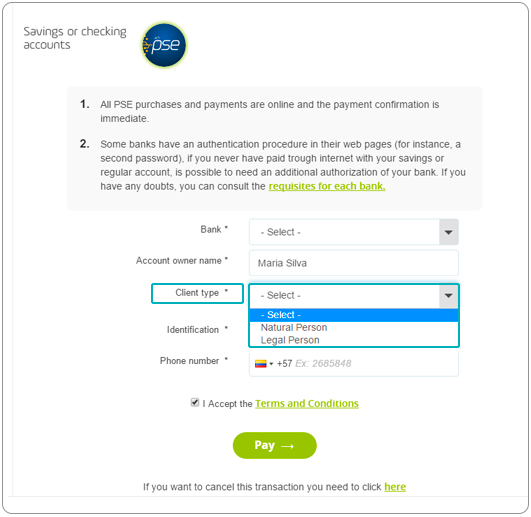 Savings or checking
accounts
pse
1. All PSE purchases and payments are online and the payment confirmation is
immediate.
2. Some banks have an authentication procedure in their web pages (for instance, a
second password), if you never have paid trough internet with your savings or
regular account, is possible to need an additional authorization of your bank. If you
have any doubts, you can consult the requisites for each bank.
Bank * - Select -
Account owner name * Maria Silva
Client type * - Select -
- Select -
Natural Person
Legal Person
Identification *
Phone number * +57 Ex: 2685848
I Accept the Terms and Conditions
Pay →
If you want to cancel this transaction you need to click here